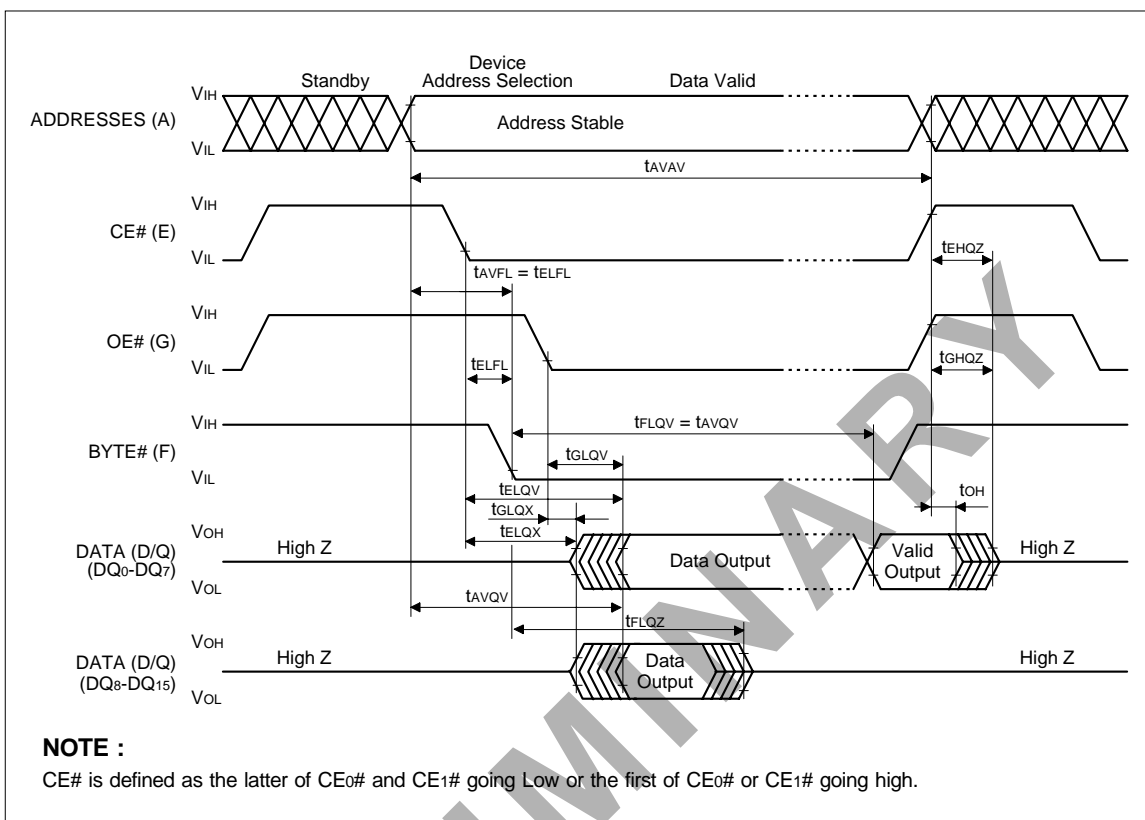 Standby
Device
Address Selection
Data Valid
VIH
ADDRESSES (A)
Address Stable
VIL
tAVAV
VIH
CE# (E)
VIL
tEHQZ
tAVFL = tELFL
VIH
OE# (G)
VIL
tELFL
tGHQZ
VIH
tFLQV = tAVQV
BYTE# (F)
tGLQV
VIL
tELQV
tGLQX
tOH
tELQX
VOH
High Z
DATA (D/Q)
(DQ0-DQ7)
Data Output
Valid
Output
High Z
VOL
tAVQV
tFLQZ
VOH
High Z
DATA (D/Q)
(DQ8-DQ15)
Data
Output
High Z
VOL
NOTE :
CE# is defined as the latter of CE0# and CE1# going Low or the first of CE0# or CE1# going high.
MINARY